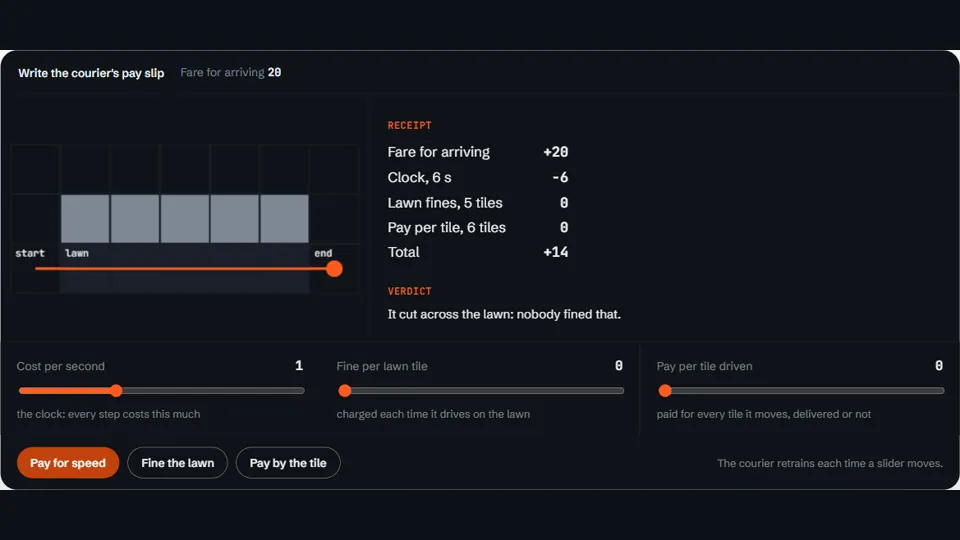 Write the courier's pay slip Fare for arriving 20
start lawn end
RECEIPT
Fare for arriving +20
Clock, 6 s -6
Lawn fines, 5 tiles 0
Pay per tile, 6 tiles 0
Total +14
VERDICT
It cut across the lawn: nobody fined that.
Cost per second 1
the clock: every step costs this much
Fine per lawn tile 0
charged each time it drives on the lawn
Pay per tile driven 0
paid for every tile it moves, delivered or not
Pay for speed Fine the lawn Pay by the tile
The courier retrains each time a slider moves.